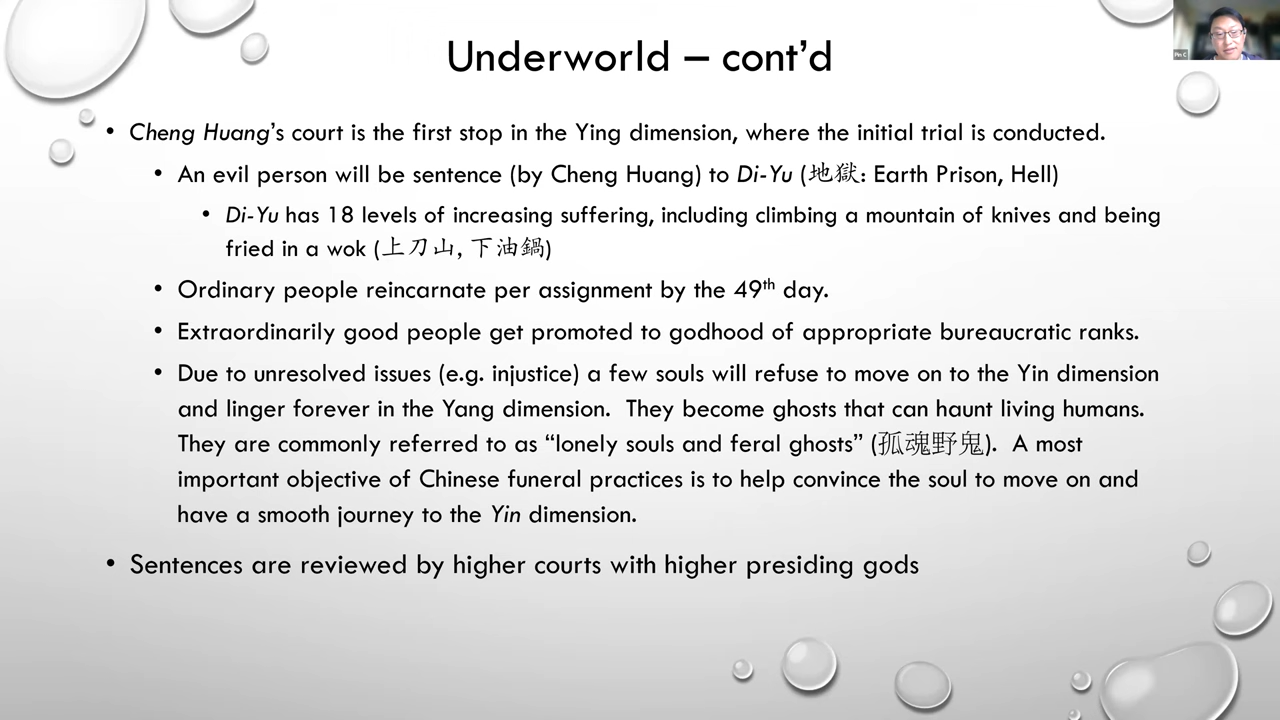 Underworld – cont'd
Pin C
• Cheng Huang's court is the first stop in the Ying dimension, where the initial trial is conducted.
• An evil person will be sentence (by Cheng Huang) to Di-Yu (地獄: Earth Prison, Hell)
• Di-Yu has 18 levels of increasing suffering, including climbing a mountain of knives and being
fried in a wok (上刀山, 下油鍋)
• Ordinary people reincarnate per assignment by the 49th day.
• Extraordinarily good people get promoted to godhood of appropriate bureaucratic ranks.
• Due to unresolved issues (e.g. injustice) a few souls will refuse to move on to the Yin dimension
and linger forever in the Yang dimension.  They become ghosts that can haunt living humans.
They are commonly referred to as “lonely souls and feral ghosts” (孤魂野鬼).  A most
important objective of Chinese funeral practices is to help convince the soul to move on and
have a smooth journey to the Yin dimension.
• Sentences are reviewed by higher courts with higher presiding gods